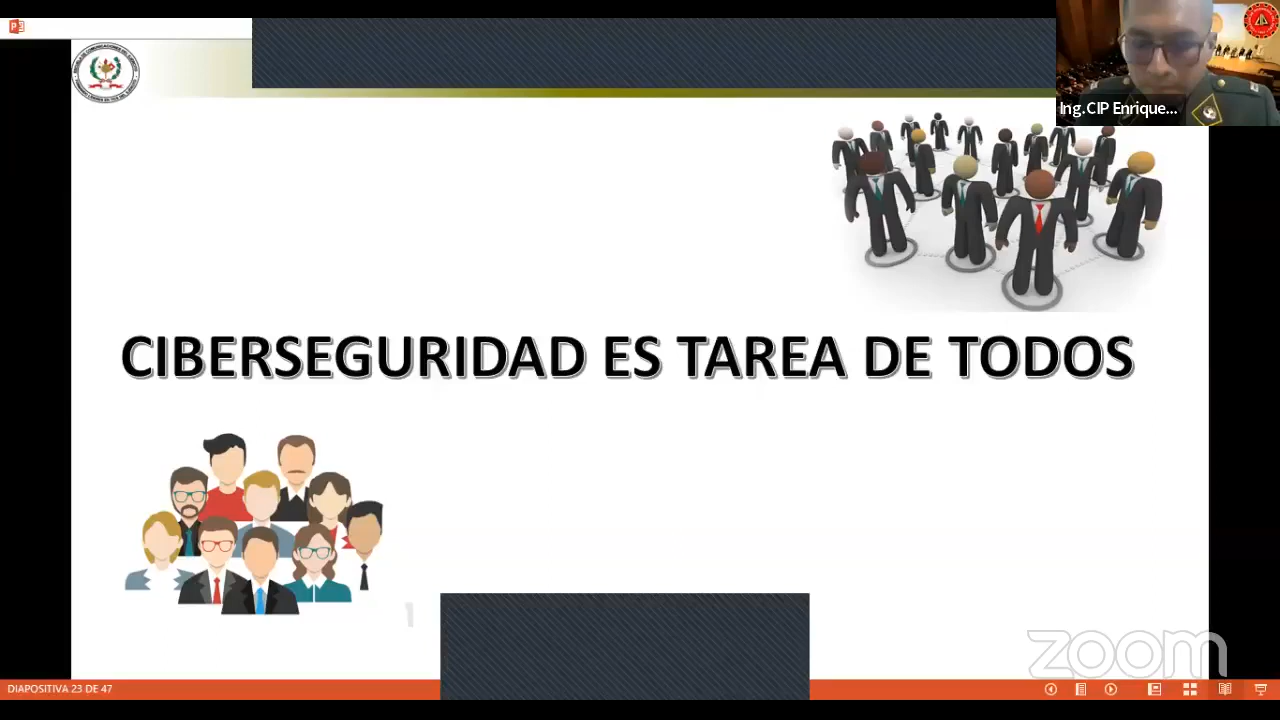 Ing.CIP Enrique...
CIBERSEGURIDAD ES TAREA DE TODOS
zoom
DIAPOSITIVA 23 DE 47